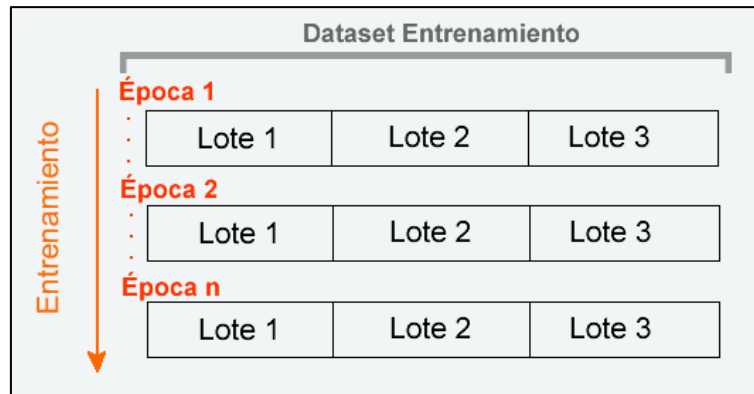 Dataset Entrenamiento
Entrenamiento
Época 1
Lote 1 Lote 2 Lote 3
Época 2
Lote 1 Lote 2 Lote 3
Época n
Lote 1 Lote 2 Lote 3